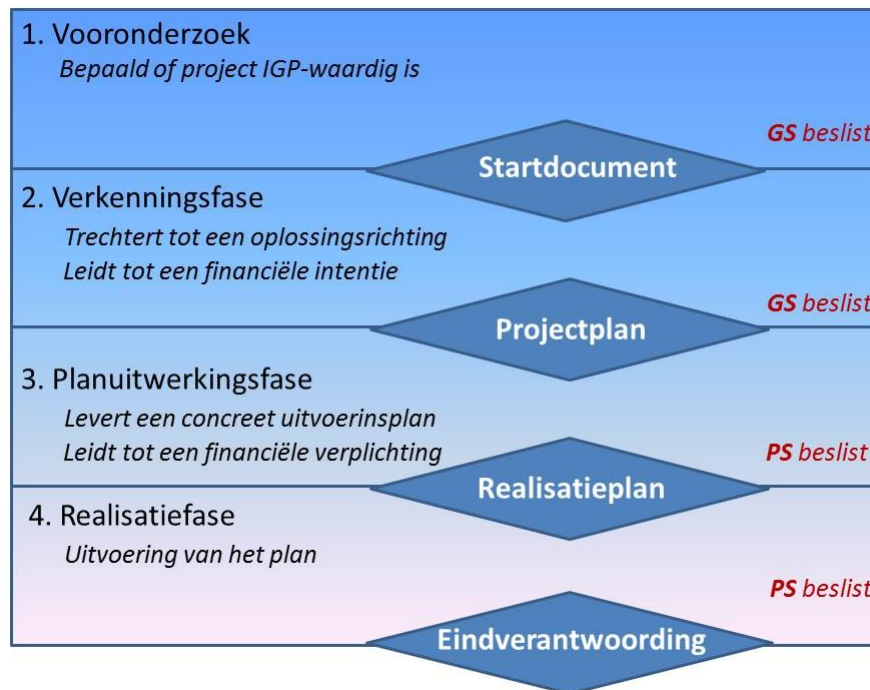 1. Vooronderzoek
Bepaald of project IGP-waardig is
GS beslist
Startdocument
2. Verkenningsfase
Trechtert tot een oplossingsrichting
Leidt tot een financiële intentie
GS beslist
Projectplan
3. Planuitwerkingsfase
Levert een concreet uitvoerinsplan
Leidt tot een financiële verplichting
PS beslist
Realisatieplan
4. Realisatiefase
Uitvoering van het plan
PS beslist
Eindverantwoording